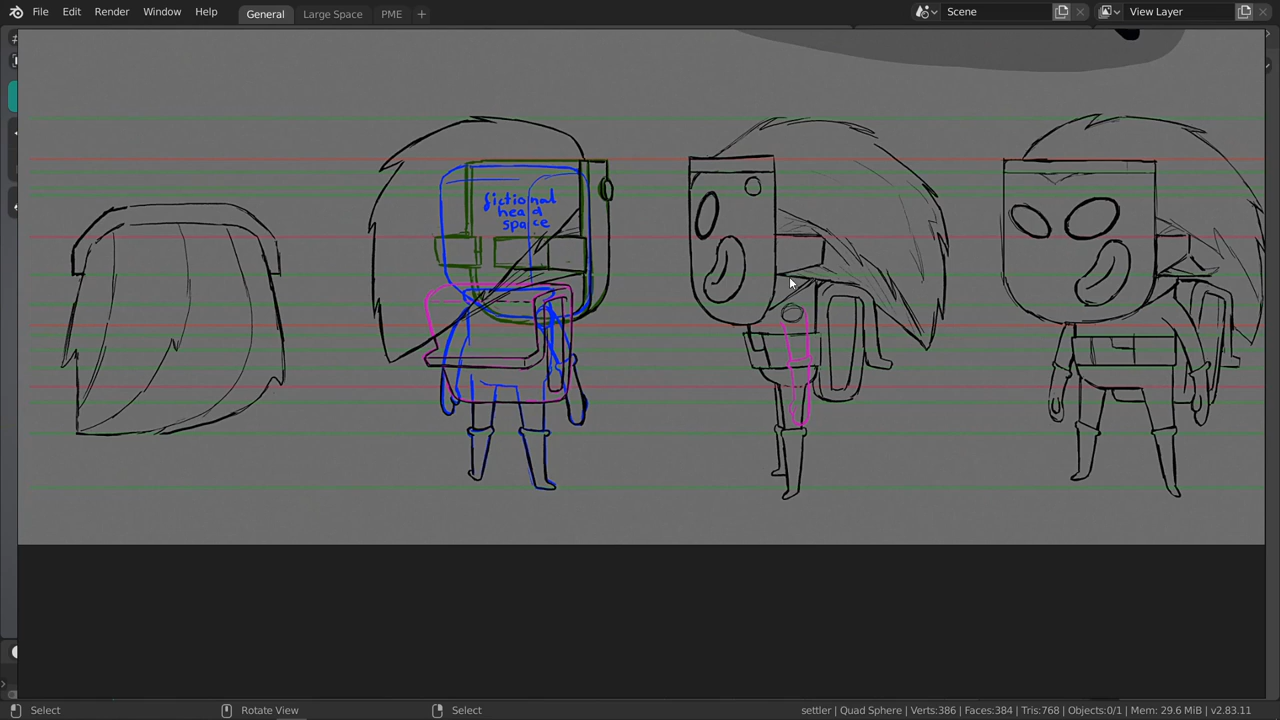 File Edit Render Window Help
General Large Space PME +
Scene
View Layer
fictional
head
space
Select
Rotate View
Select
settler | Quad Sphere | Verts:386 | Faces:384 | Tris:768 | Objects:0/1 | Mem: 29.6 MiB | v2.83.11